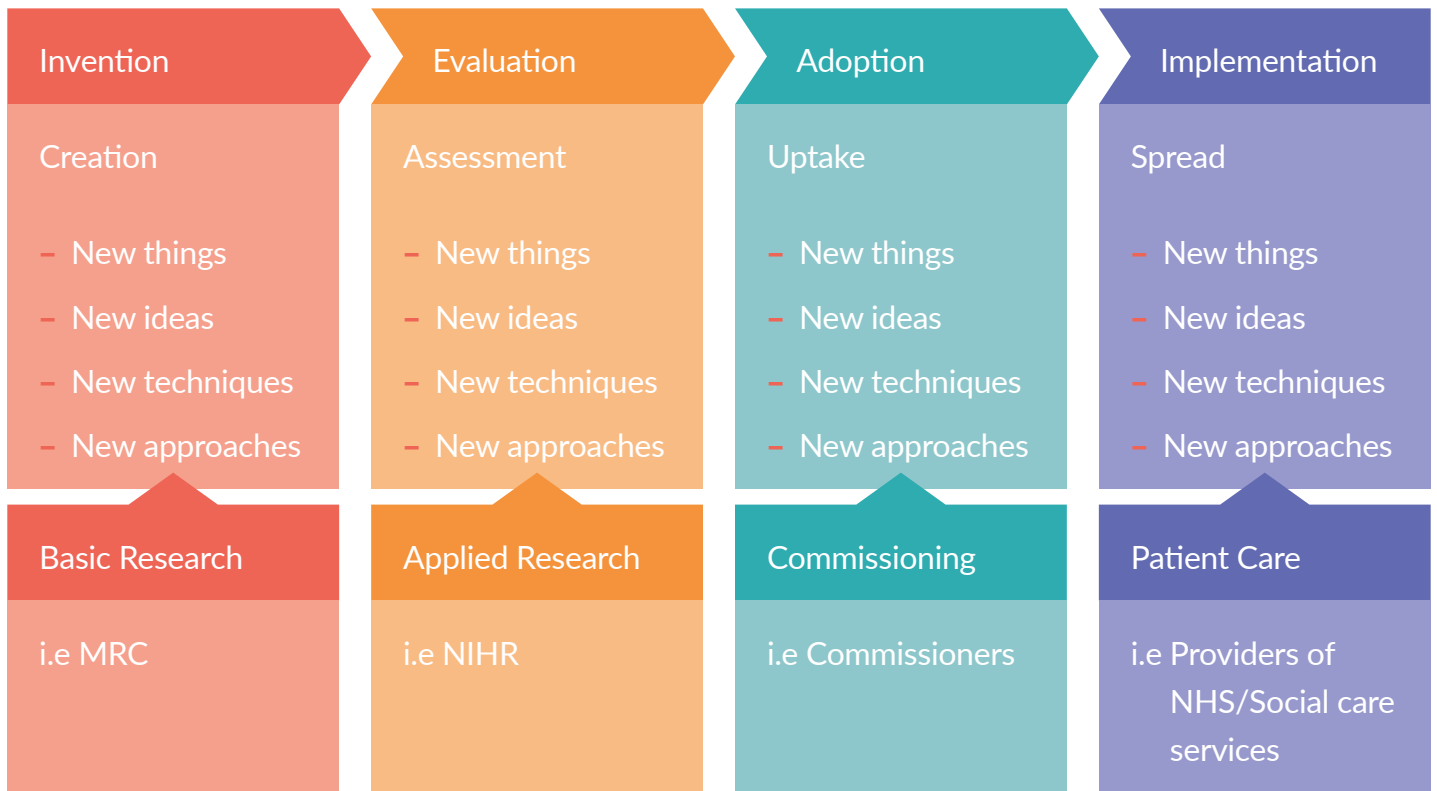 Invention
Creation
– New things
– New ideas
– New techniques
– New approaches
Basic Research
i.e MRC
Evaluation
Assessment
– New things
– New ideas
– New techniques
– New approaches
Applied Research
i.e NIHR
Adoption
Uptake
– New things
– New ideas
– New techniques
– New approaches
Commissioning
i.e Commissioners
Implementation
Spread
– New things
– New ideas
– New techniques
– New approaches
Patient Care
i.e Providers of
NHS/Social care
services